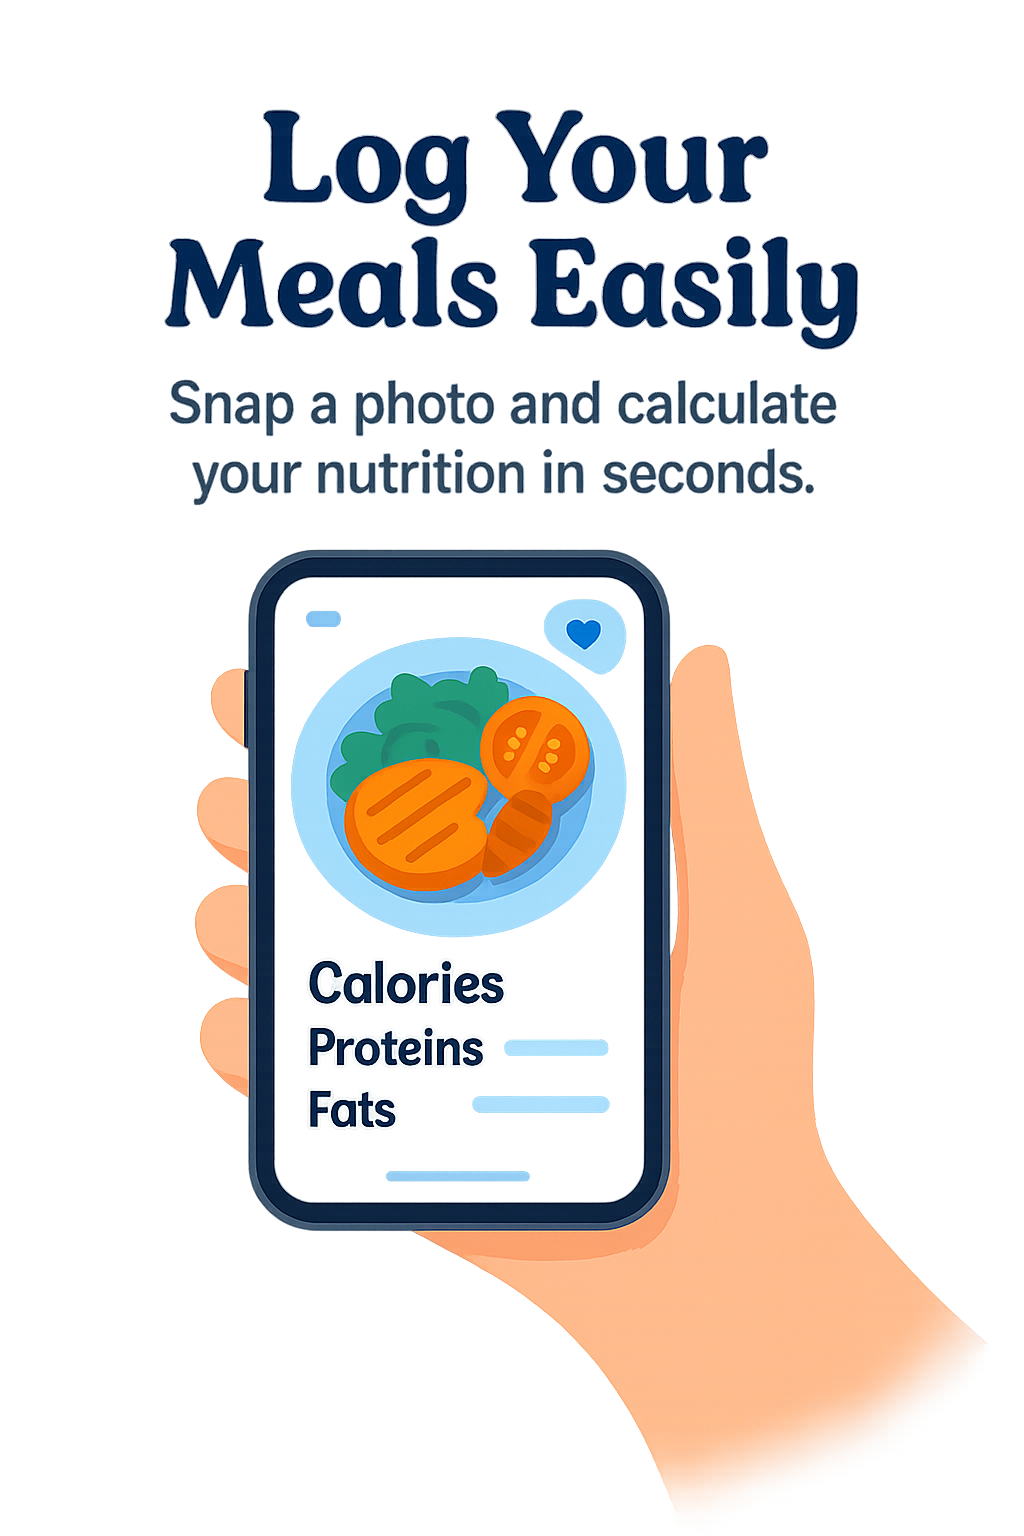 Log Your
Meals Easily
Snap a photo and calculate
your nutrition in seconds.
Calories
Proteins
Fats